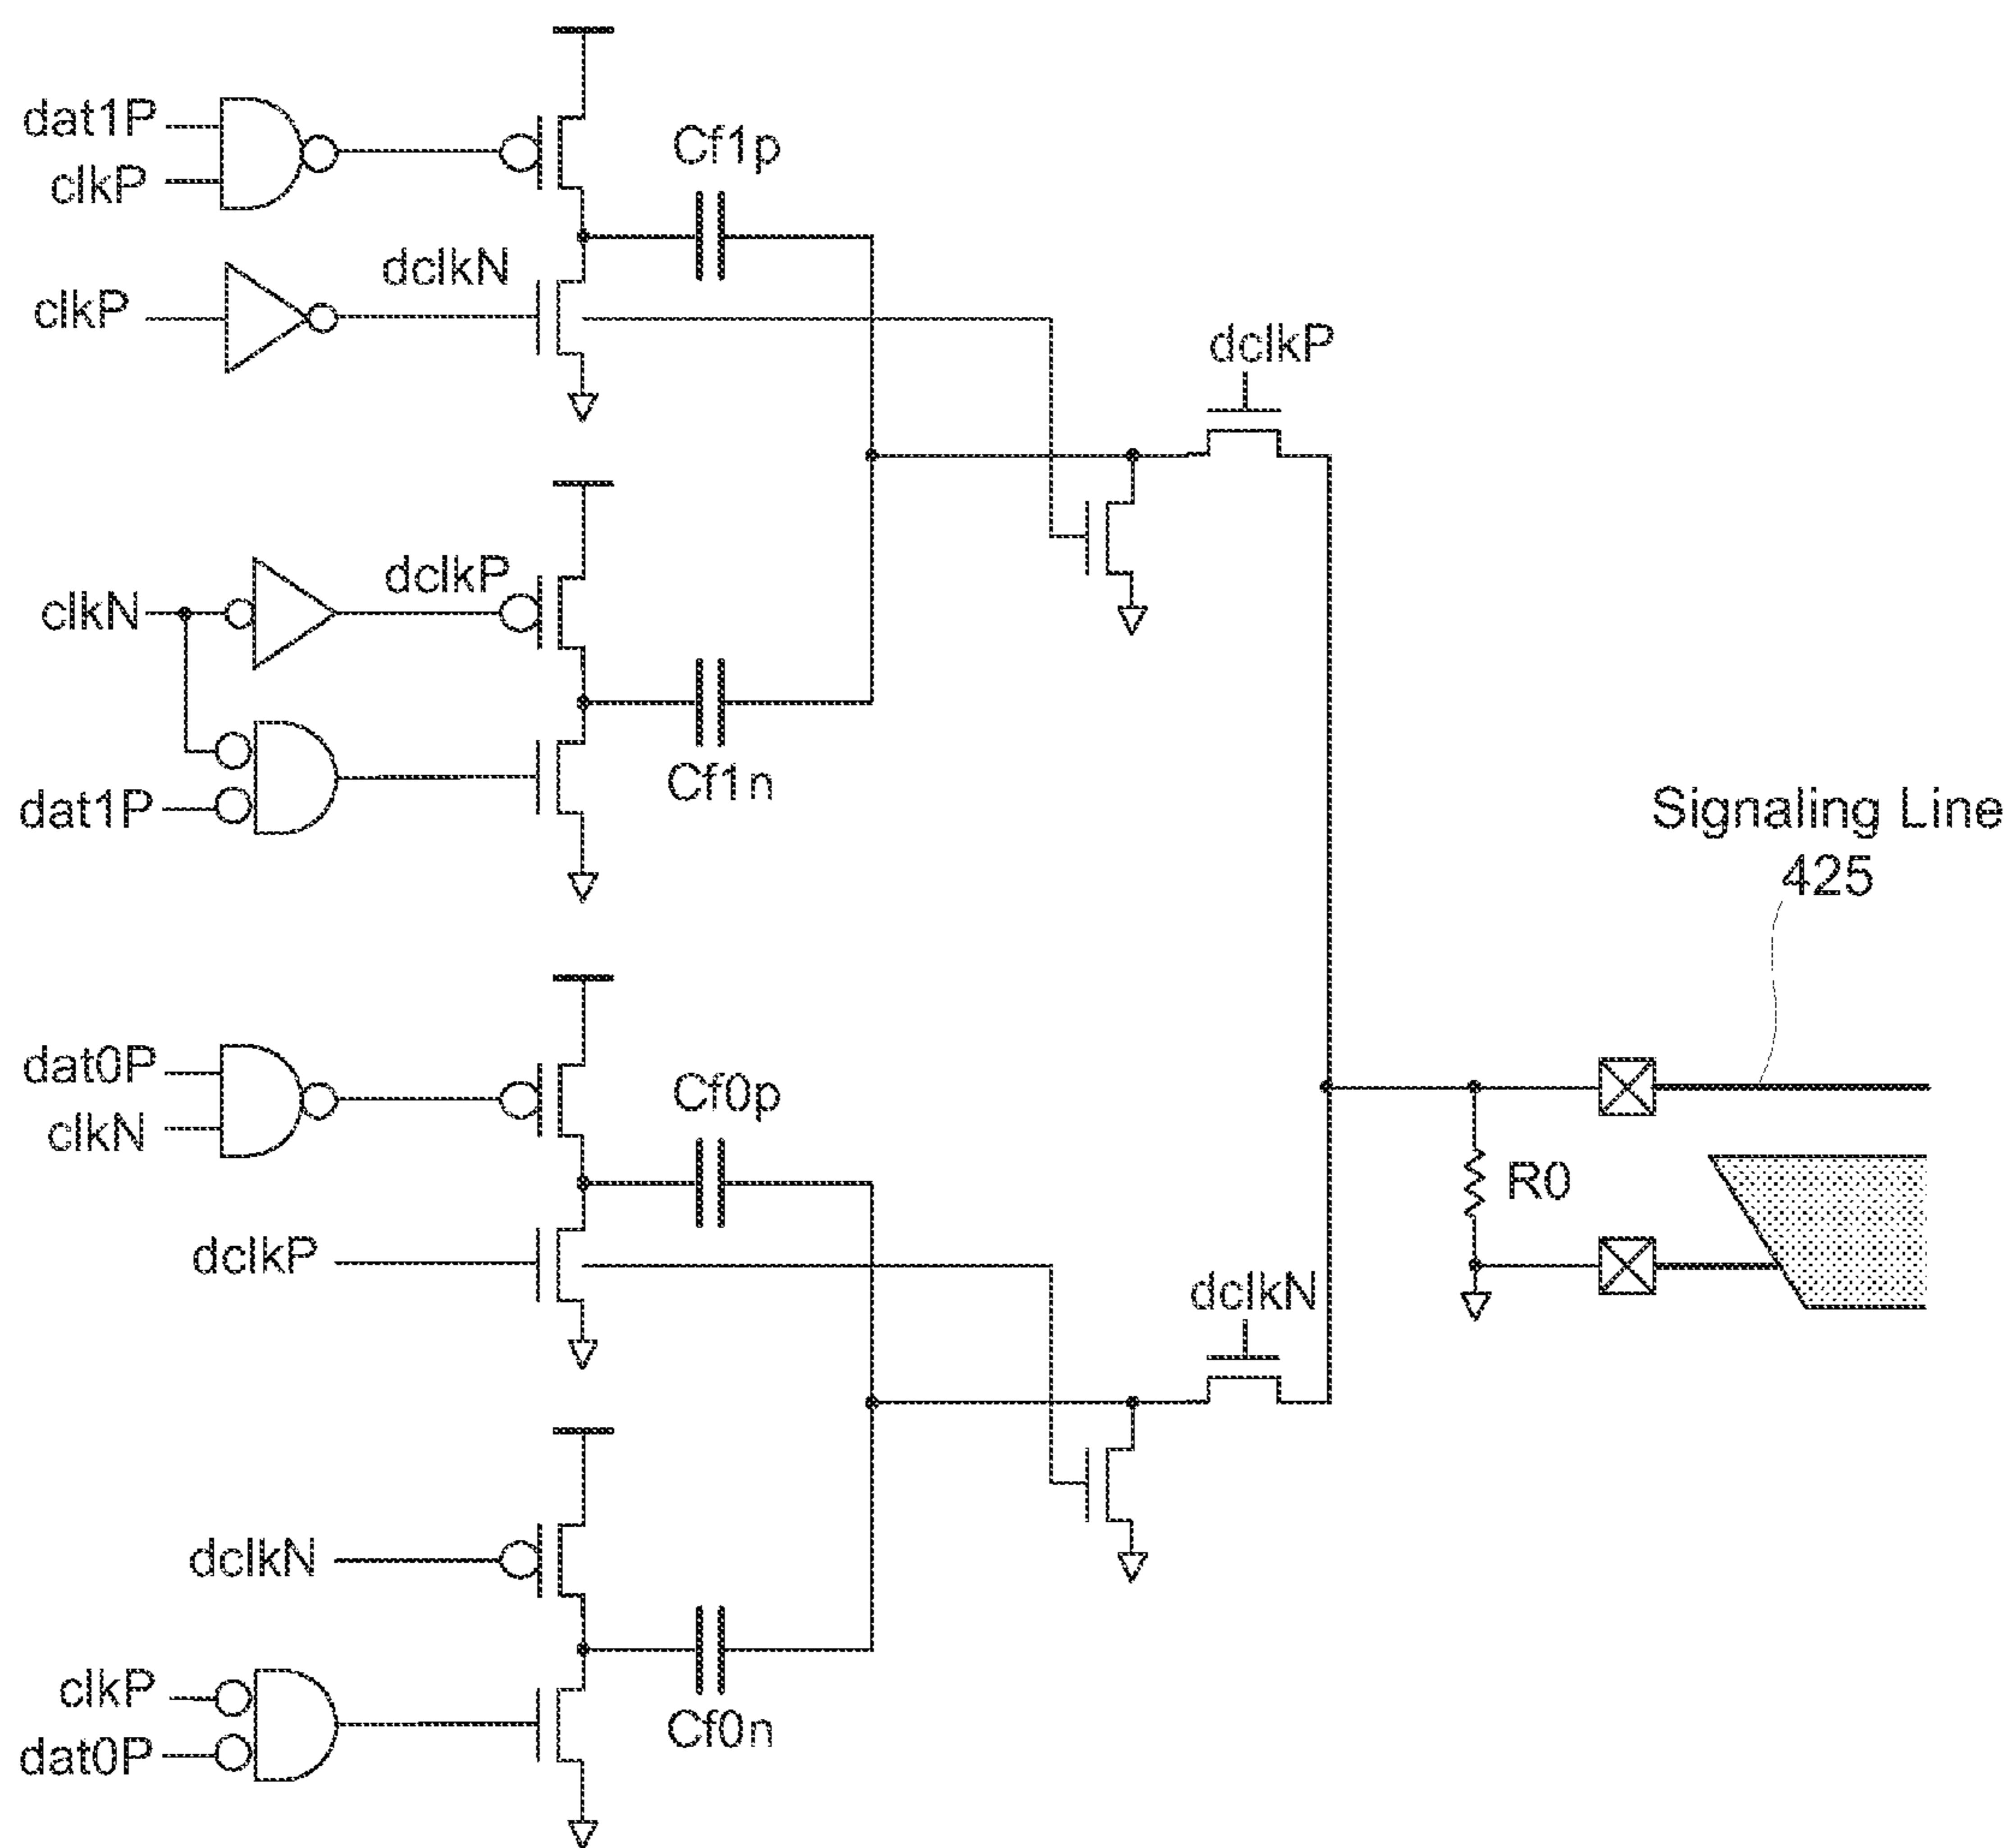 dat1P
clkP
Cf1p
dclkN
clkP
dclkP
dclkP
clkN
dat1P
Cf1n
Signaling Line
425
dat0P
clkN
Cf0p
R0
dclkP
dclkN
dclkN
clkP
dat0P
Cf0n